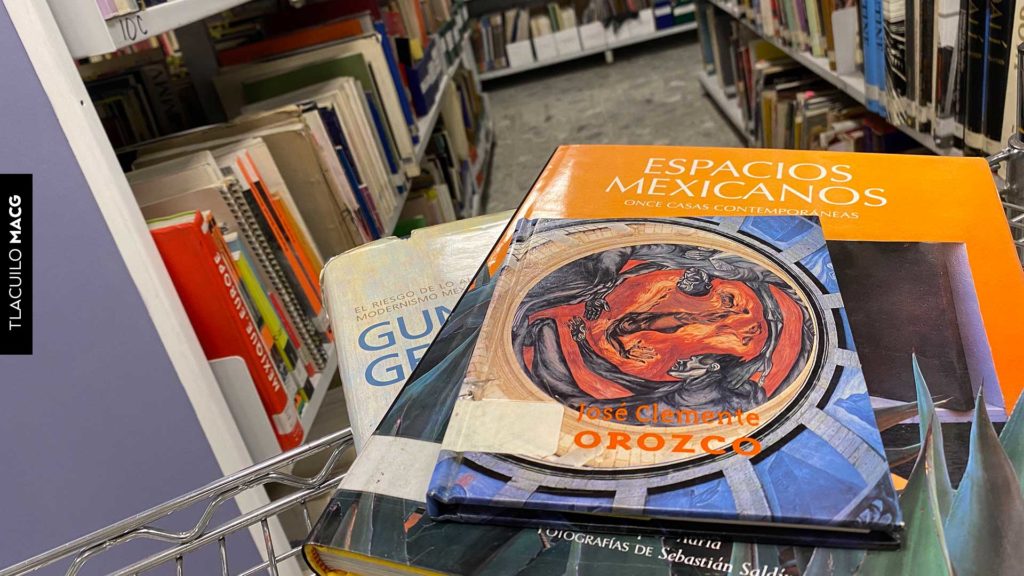 TLACUILO MACG
ESPACIOS
MEXICANOS
ONCE CASAS CONTEMPORÁNEAS
EL RIESGO DE LO A
MODERNISMO ME
GUN
GE
José Clemente
OROZCO
FOTOGRAFÍAS DE Sebastián Saldí